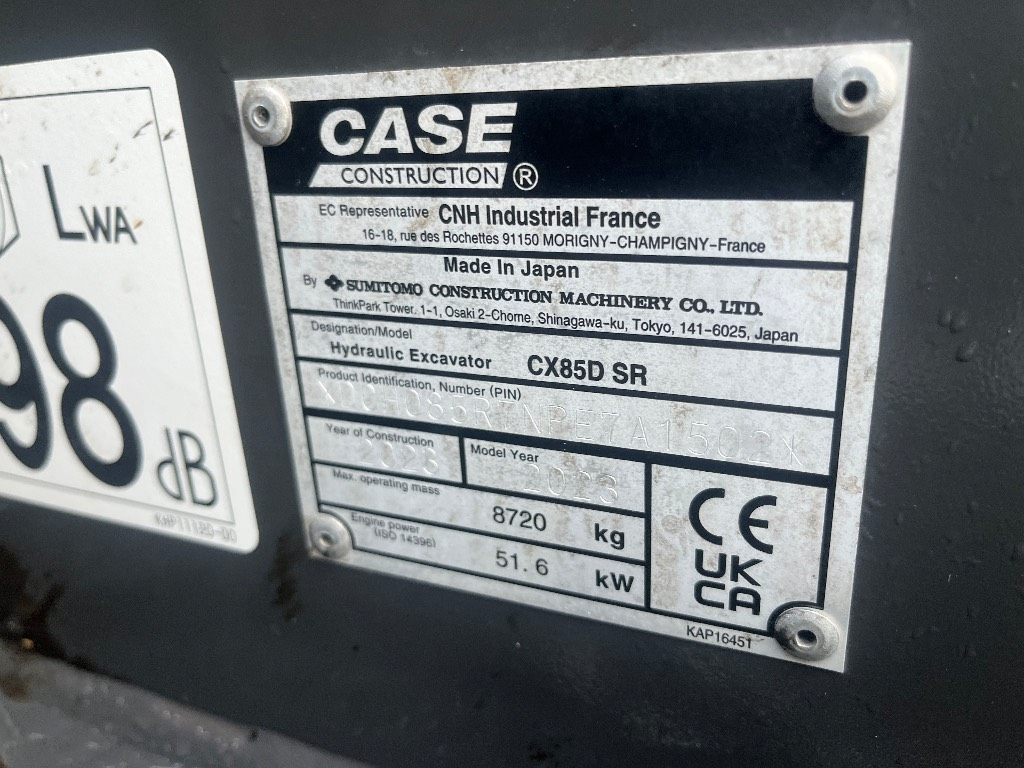 LWA
98
dB
CASE
CONSTRUCTION ®
EC Representative CNH Industrial France
16-18, rue des Rochettes 91150 MORIGNY-CHAMPIGNY-France
Made In Japan
By SUMITOMO CONSTRUCTION MACHINERY CO., LTD.
ThinkPark Tower. 1-1, Osaki 2-Chome, Shinagawa-ku, Tokyo, 141-6025, Japan
Designation/Model
Hydraulic Excavator CX85D SR
Product Identification, Number (PIN)
Year of Construction
2023
Model Year
2023
Max. operating mass
8720 kg
Engine power
(ISO 14396)
51.6 kW
CE
UK
CA
KAP16451